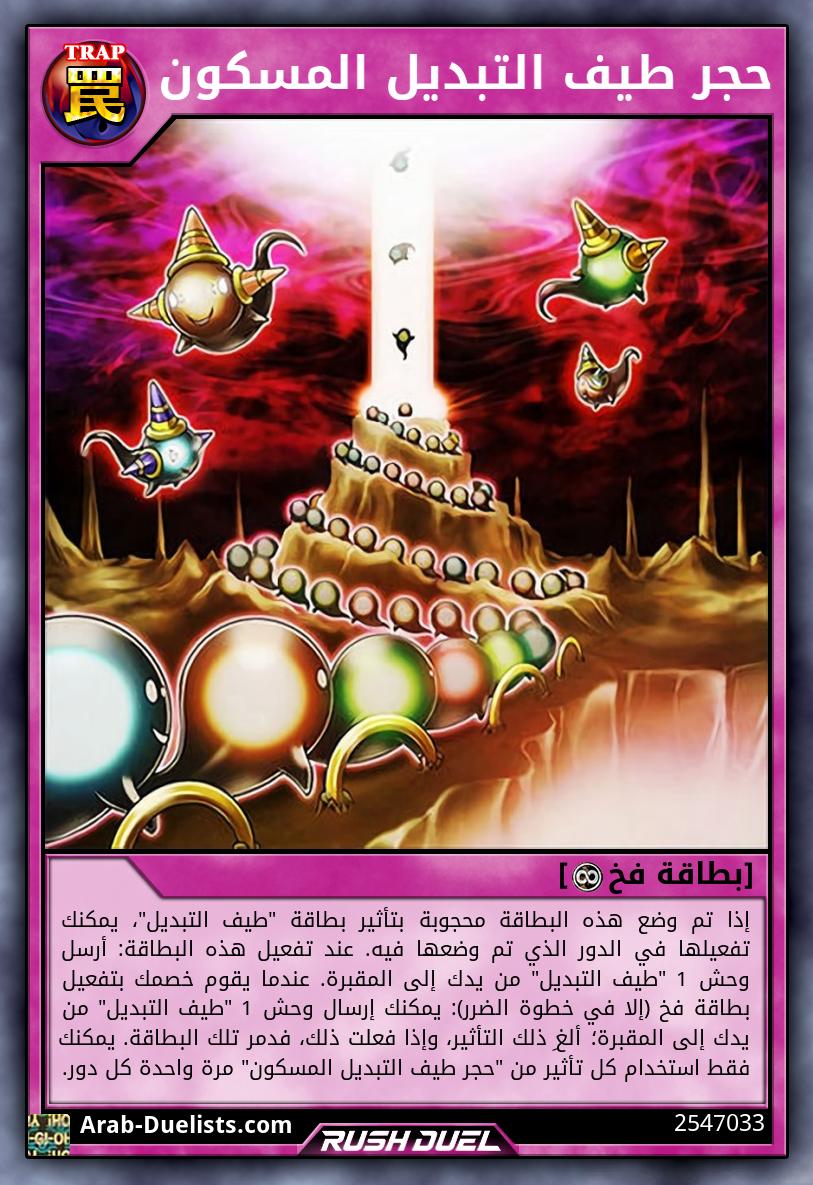 TRAP
罠
حجر طيف التبديل المسكون
[بطاقة فخ ∞]
إذا تم وضع هذه البطاقة محجوبة بتأثير بطاقة "طيف التبديل"، يمكنك
تفعيلها في الدور الذي تم وضعها فيه. عند تفعيل هذه البطاقة: أرسل
وحش 1 "طيف التبديل" من يدك إلى المقبرة. عندما يقوم خصمك بتفعيل
بطاقة فخ (إلا في خطوة الضرر): يمكنك إرسال وحش 1 "طيف التبديل" من
يدك إلى المقبرة؛ ألغِ ذلك التأثير، وإذا فعلت ذلك، فدمر تلك البطاقة. يمكنك
فقط استخدام كل تأثير من "حجر طيف التبديل المسكون" مرة واحدة كل دور.
Arab-Duelists.com
2547033
RUSH DUEL